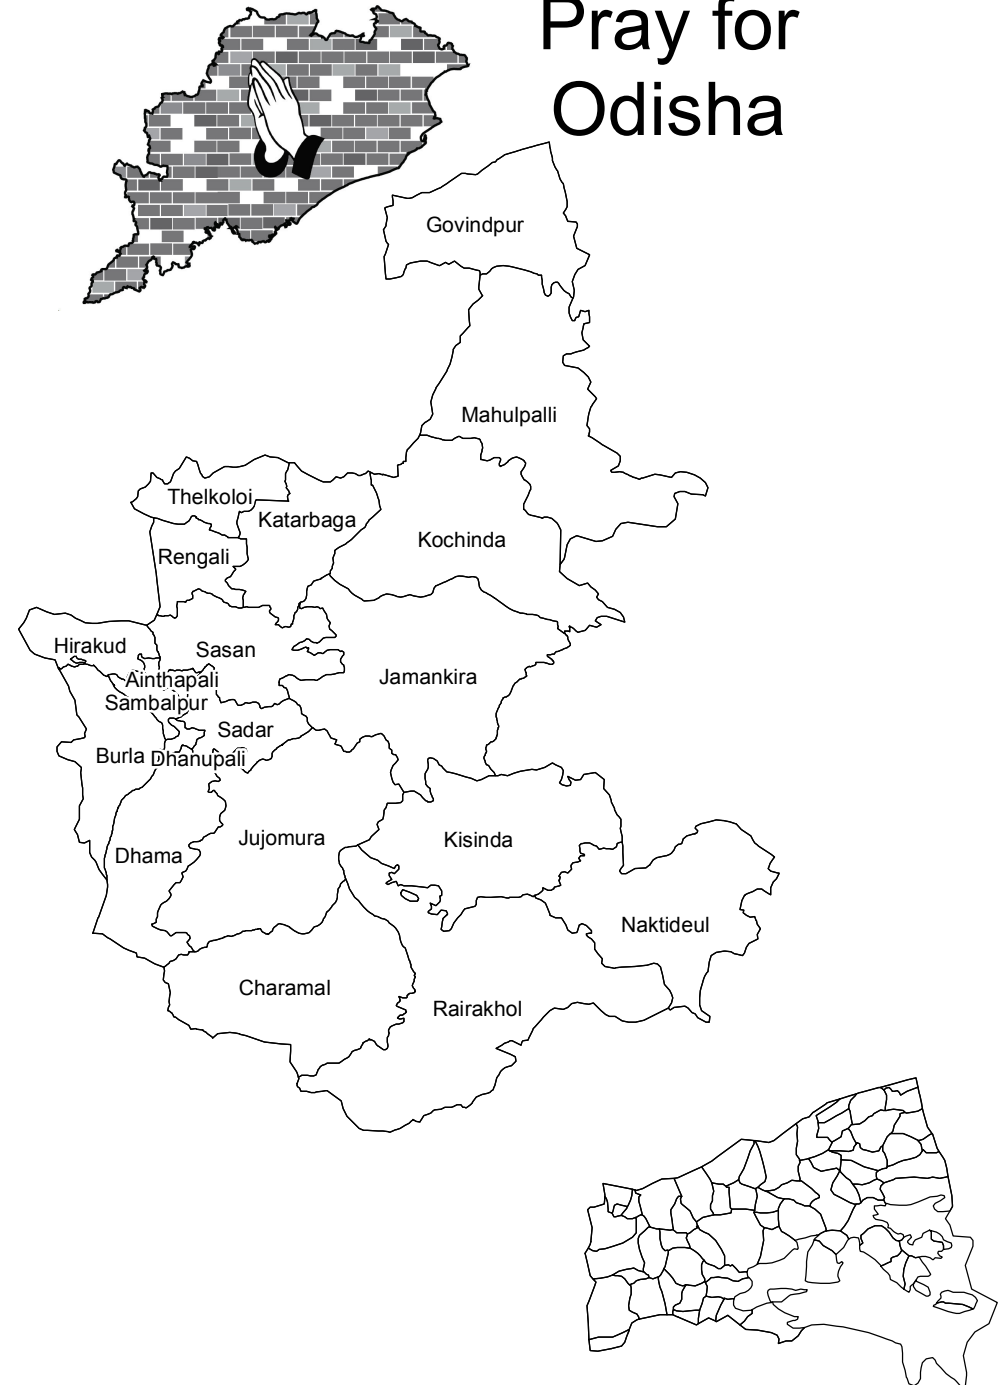 Pray for
Odisha
Govindpur
Mahulpalli
Thelkoloi
Katarbaga
Kochinda
Rengali
Hirakud
Sasan
Ainthapali
Jamankira
Sambalpur
Sadar
Burla
Dhanupali
Jujomura
Kisinda
Dhama
Naktideul
Charamal
Rairakhol